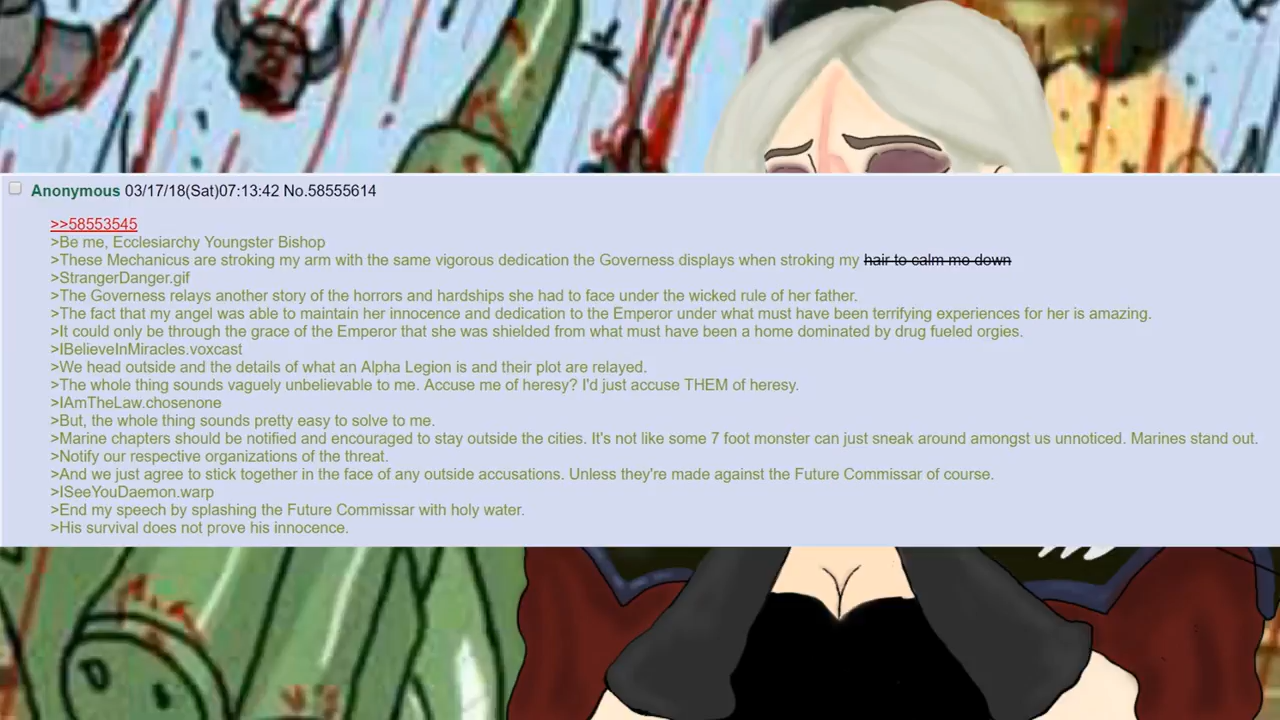 Anonymous 03/17/18(Sat)07:13:42 No.58555614
>>58553545
>Be me, Ecclesiarchy Youngster Bishop
>These Mechanicus are stroking my arm with the same vigorous dedication the Governess displays when stroking my hair to calm me down
>StrangerDanger.gif
>The Governess relays another story of the horrors and hardships she had to face under the wicked rule of her father.
>The fact that my angel was able to maintain her innocence and dedication to the Emperor under what must have been terrifying experiences for her is amazing.
>It could only be through the grace of the Emperor that she was shielded from what must have been a home dominated by drug fueled orgies.
>IBelieveInMiracles.voxcast
>We head outside and the details of what an Alpha Legion is and their plot are relayed.
>The whole thing sounds vaguely unbelievable to me. Accuse me of heresy? I'd just accuse THEM of heresy.
>IAmTheLaw.chosenone
>But, the whole thing sounds pretty easy to solve to me.
>Marine chapters should be notified and encouraged to stay outside the cities. It's not like some 7 foot monster can just sneak around amongst us unnoticed. Marines stand out.
>Notify our respective organizations of the threat.
>And we just agree to stick together in the face of any outside accusations. Unless they're made against the Future Commissar of course.
>ISeeYouDaemon.warp
>End my speech by splashing the Future Commissar with holy water.
>His survival does not prove his innocence.